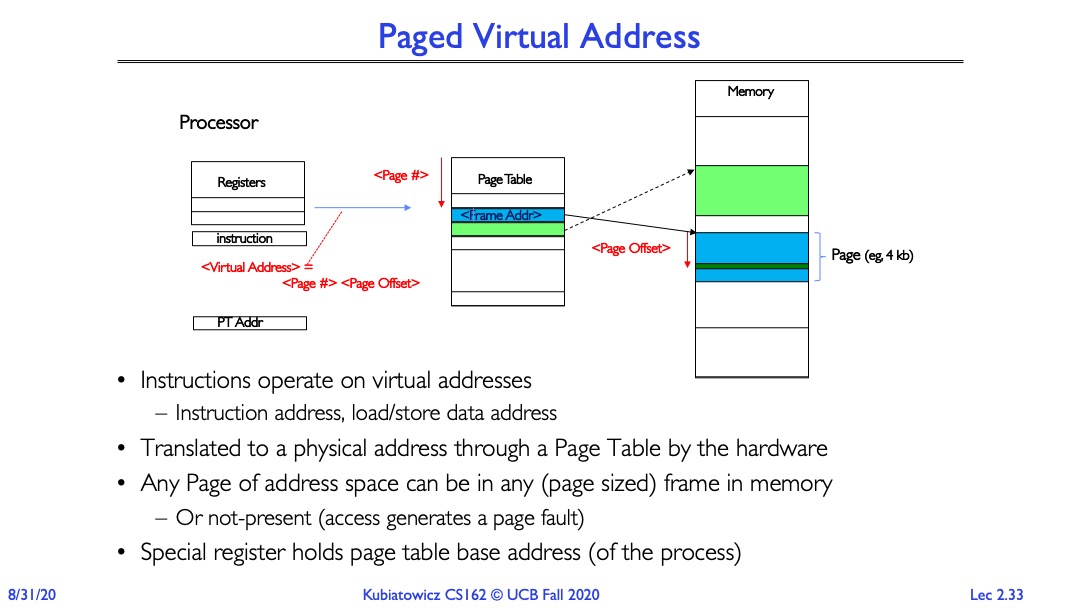 Paged Virtual Address
Memory
Processor
<Page #>
Page Table
Registers
<Frame Addr>
instruction
<Page Offset>
Page (eg, 4 kb)
<Virtual Address> =
<Page #> <Page Offset>
PT Addr
• Instructions operate on virtual addresses
– Instruction address, load/store data address
• Translated to a physical address through a Page Table by the hardware
• Any Page of address space can be in any (page sized) frame in memory
– Or not-present (access generates a page fault)
• Special register holds page table base address (of the process)
8/31/20
Kubiatowicz CS162 © UCB Fall 2020
Lec 2.33